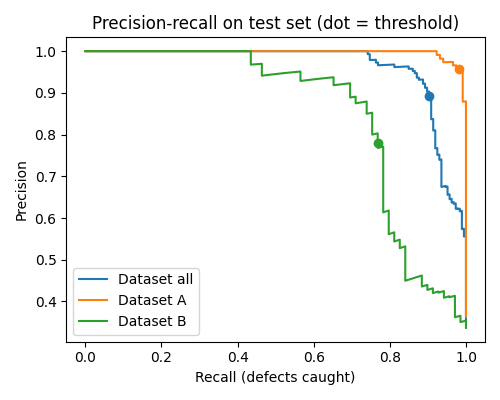 Precision-recall on test set (dot = threshold)
1.0
0.9
0.8
0.7
0.6
0.5
0.4
Precision
Dataset all
Dataset A
Dataset B
0.0 0.2 0.4 0.6 0.8 1.0
Recall (defects caught)